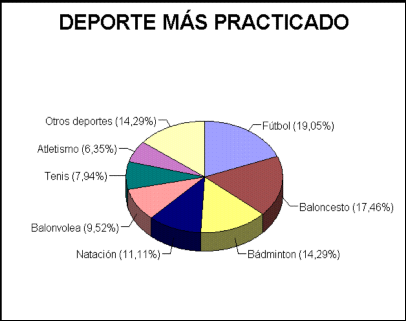 DEPORTE MÁS PRACTICADO
Otros deportes (14,29%)
Fútbol (19,05%)
Atletismo (6,35%)
Tenis (7,94%)
Baloncesto (17,46%)
Balonvolea (9,52%)
Natación (11,11%)
Bádminton (14,29%)